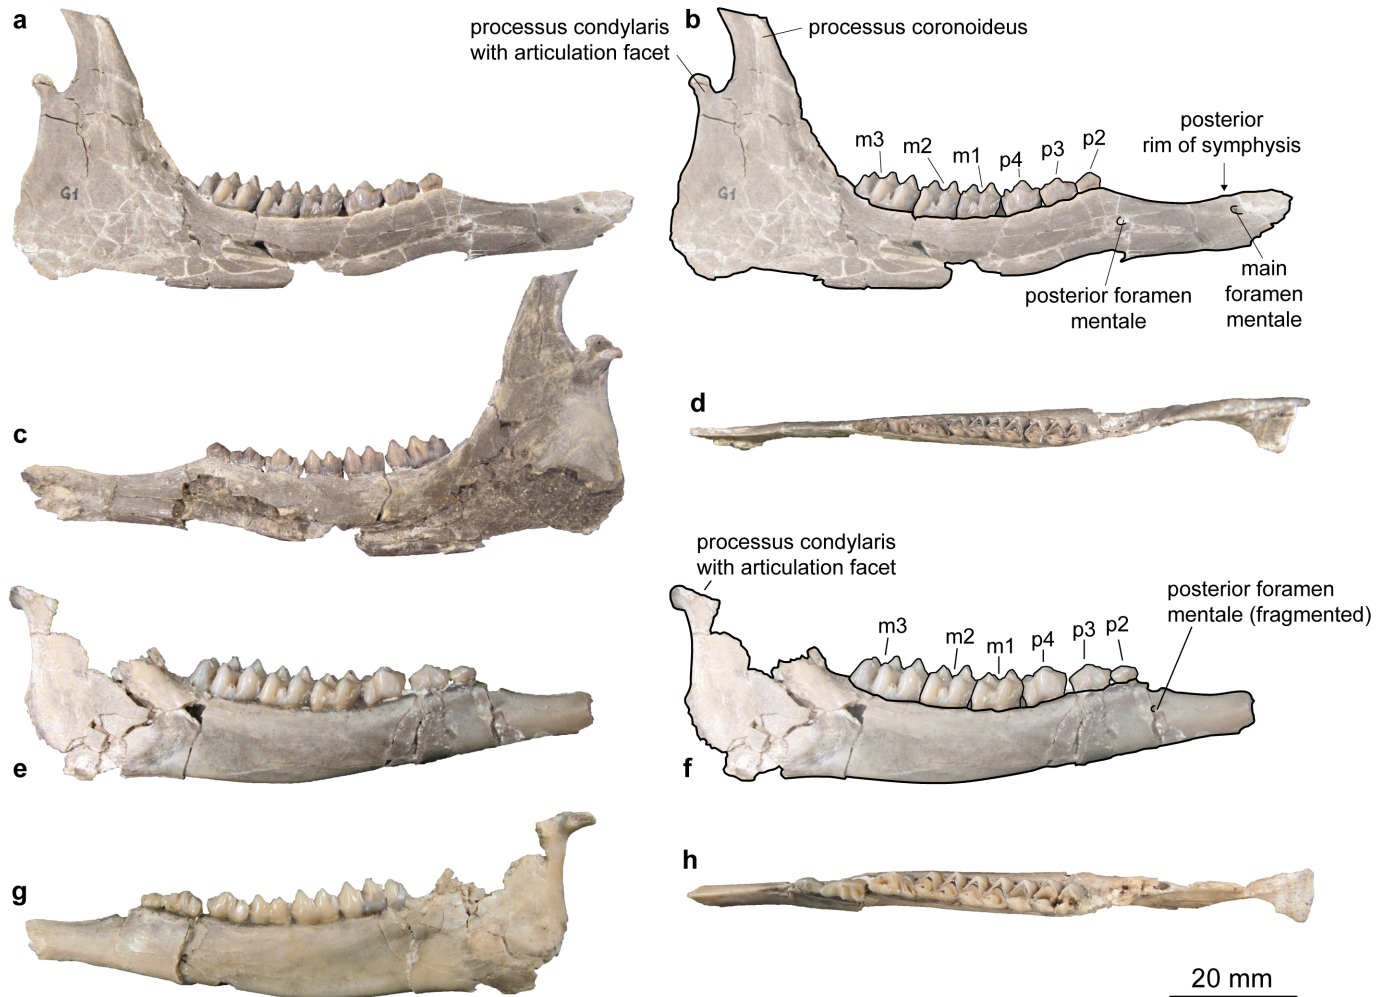 a
processus condylaris
with articulation facet
b
processus coronoideus
m3
m2
m1
p4
p3
p2
posterior
rim of symphysis
G1
posterior foramen
mentale
main
foramen
mentale
c
d
processus condylaris
with articulation facet
posterior foramen
mentale (fragmented)
m3
m2
m1
p4
p3
p2
e
f
g
h
20 mm